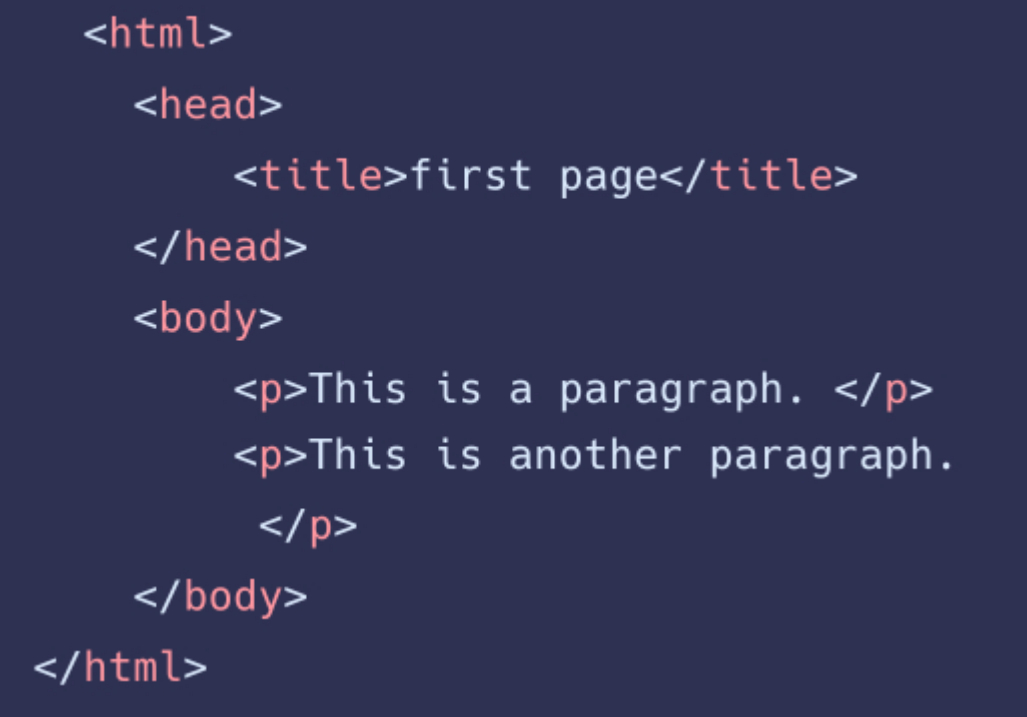 <html>
<head>
<title>first page</title>
</head>
<body>
<p>This is a paragraph. </p>
<p>This is another paragraph.
</p>
</body>
</html>